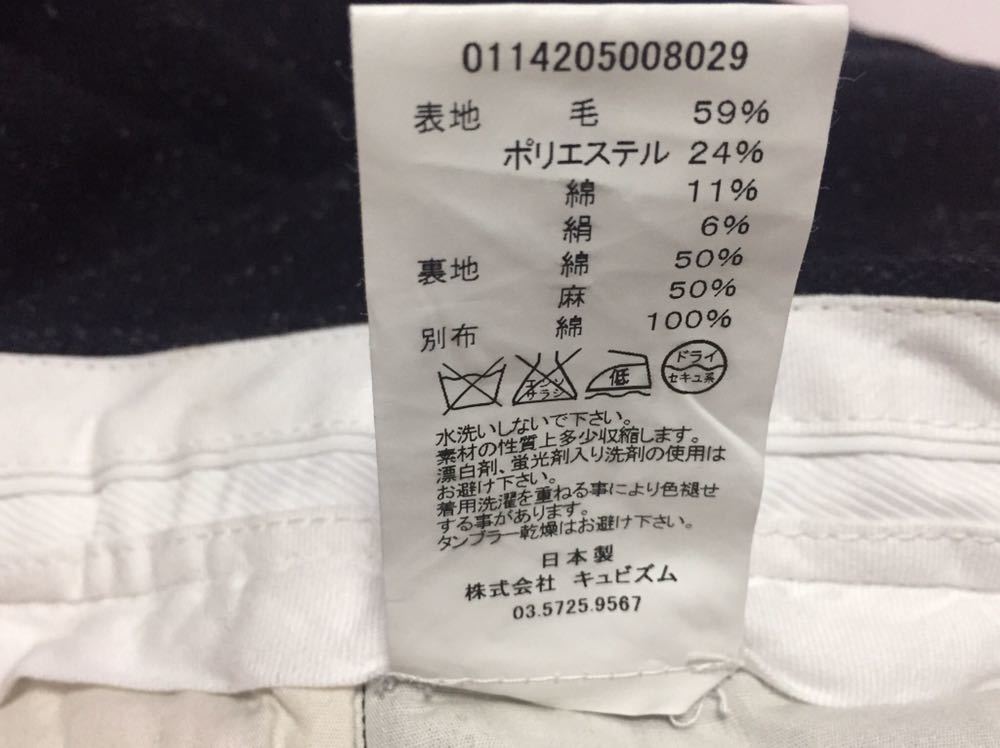 0114205008029
表地 毛 59%
ポリエステル 24%
綿 11%
絹 6%
裏地 綿 50%
麻 50%
別布 綿 100%
エンソ
サラシ
低
ドライ
セキユ系
水洗いしないで下さい。
素材の性質上多少収縮します。
漂白剤、蛍光剤入り洗剤の使用は
お避け下さい。
着用洗濯を重ねる事により色褪せ
する事があります。
タンブラー乾燥はお避け下さい。
日本製
株式会社 キュビズム
03.5725.9567